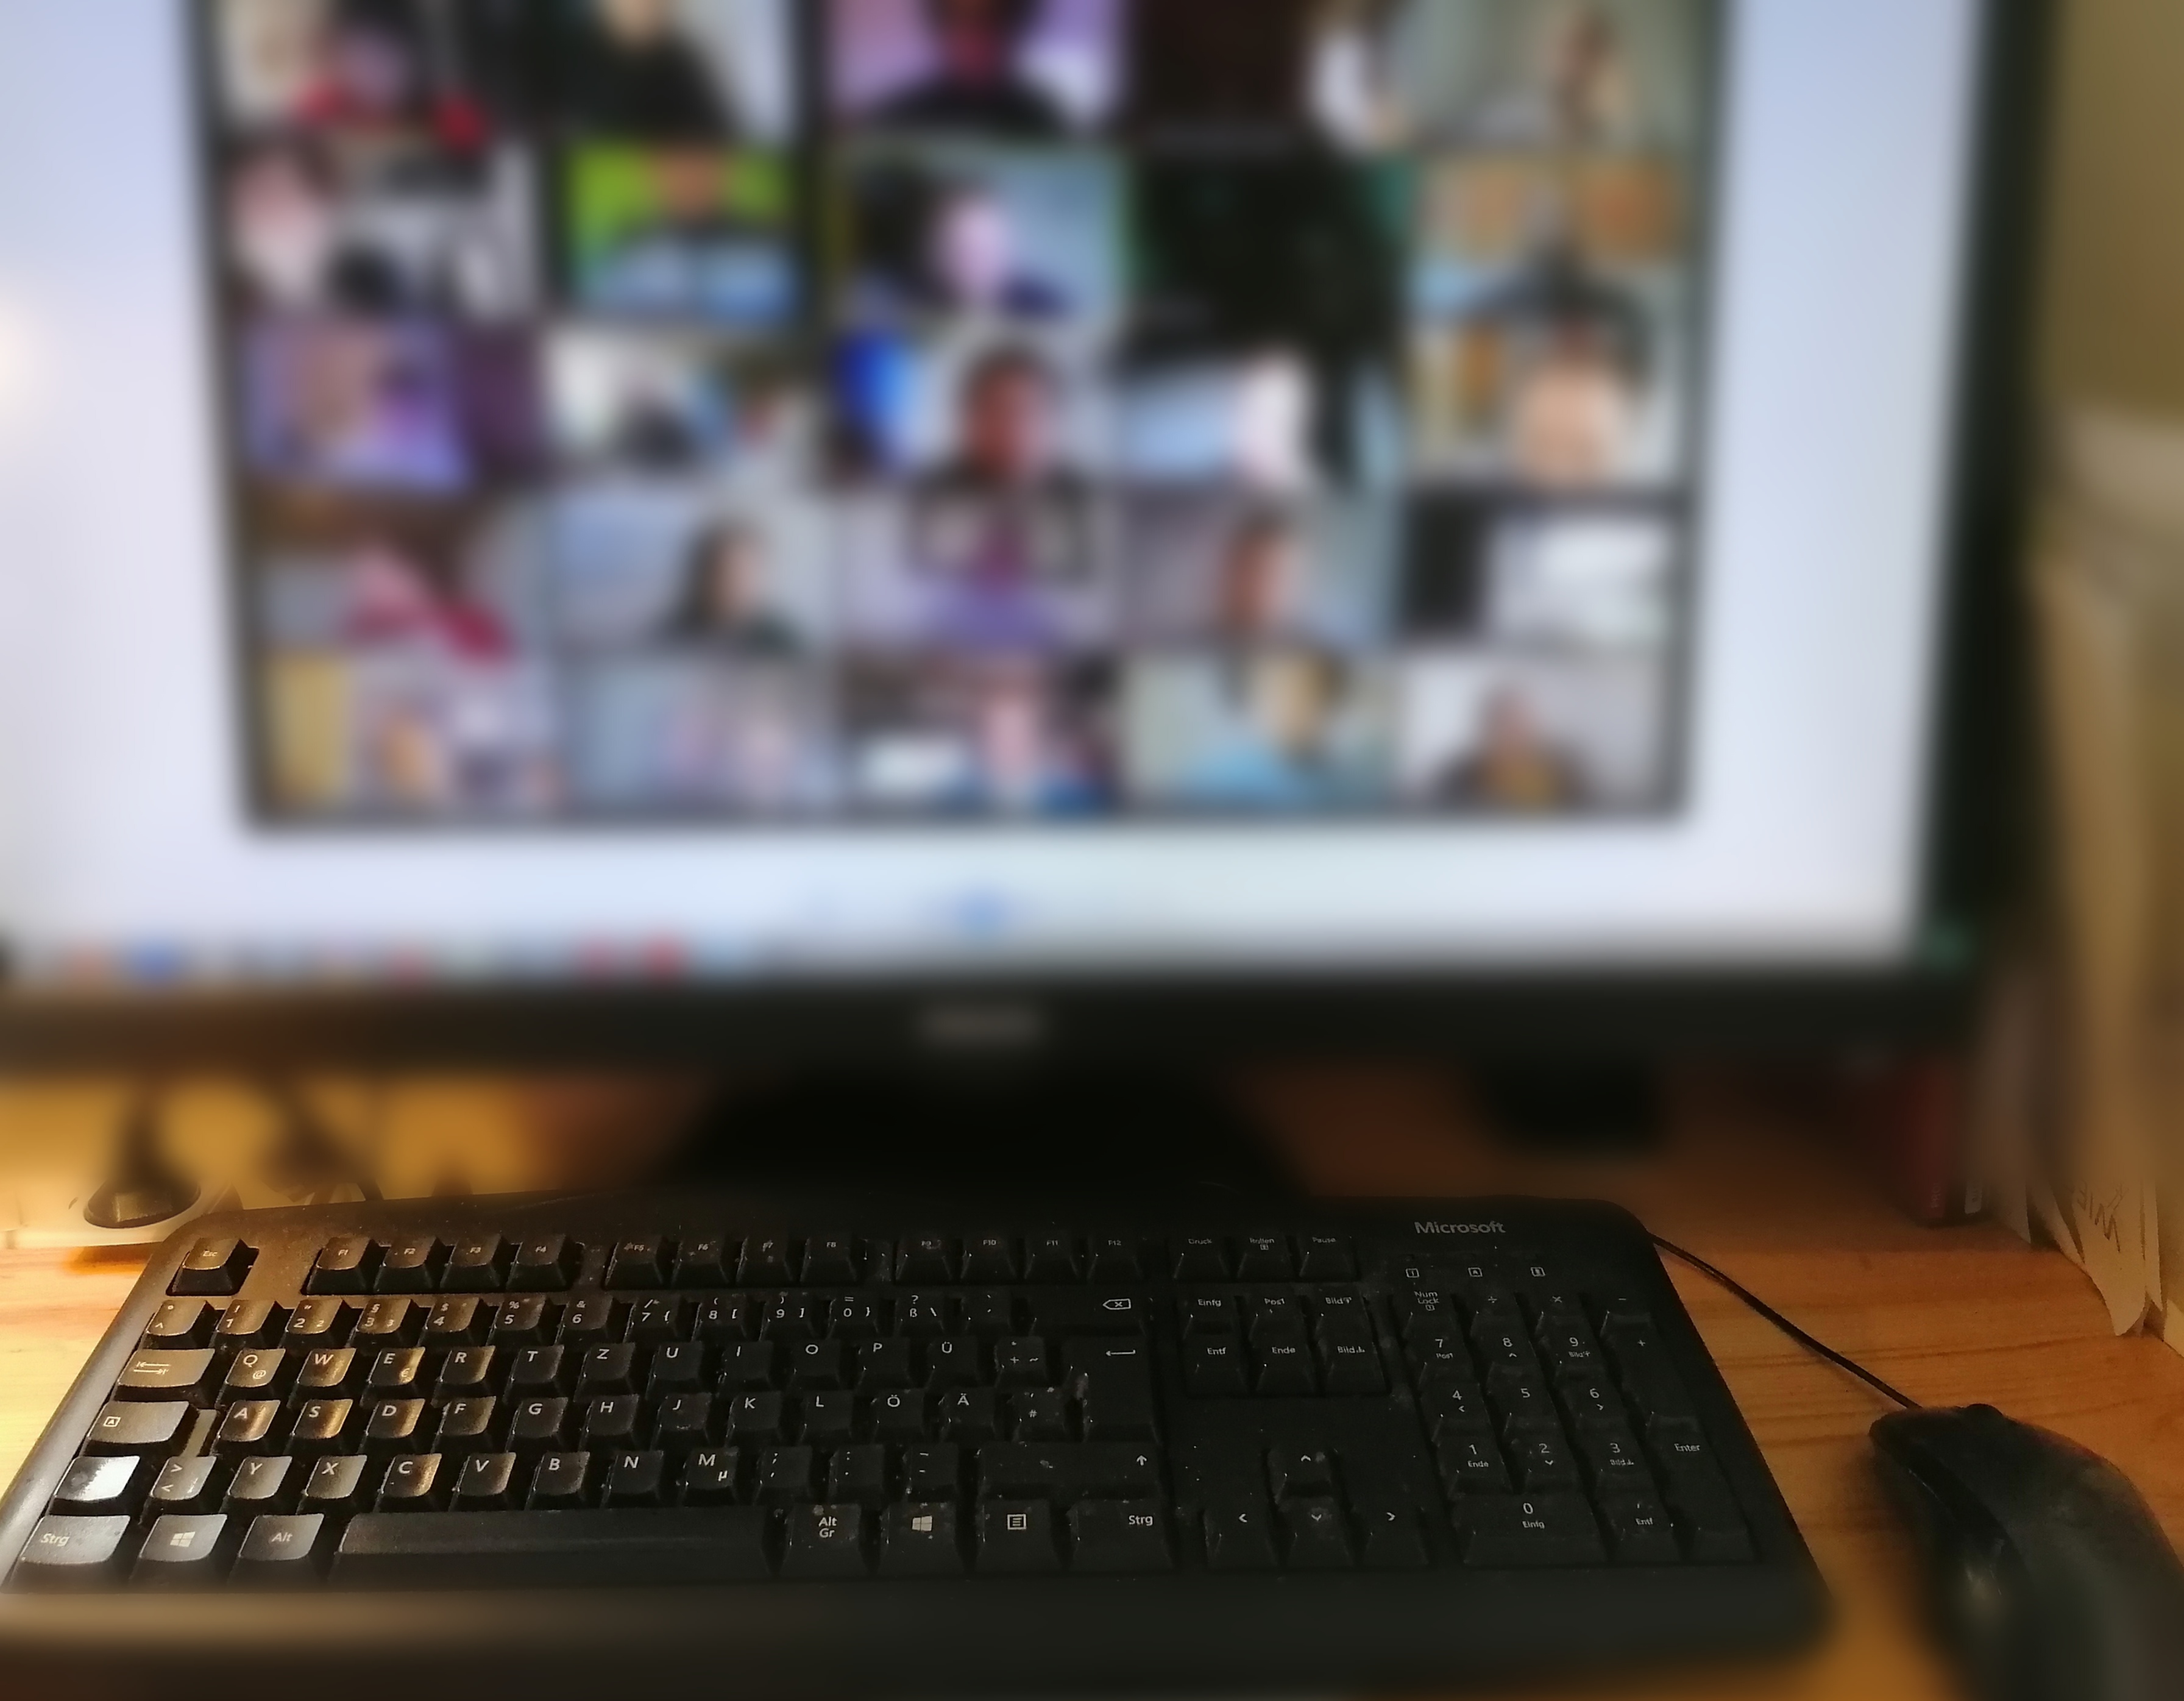 Microsoft
Esc F1 F2 F3 F4 F5 F6 F7 F8 F9 F10 F11 F12 Druck Rollen Pause
° ^ ! 1 " 2 ² § 3 ³ $ 4 % 5 & 6 / 7 { ( 8 [ ) 9 ] = 0 } ? ß \ Einfg Pos1 Bild↑ Num Lock ÷ × −
Q @ W E € R T Z U I O P Ü * + ~ Entf Ende Bild↓ 7 Pos1 8 ^ 9 Bild↑ +
A S D F G H J K L Ö Ä ' # 4 < 5 6 >
> < | Y X C V B N M µ ; , : . _ - ↑ ^ 1 Ende 2 3 Bild↓ Enter
Strg Alt Alt Gr Strg < > 0 Einfg , Entf